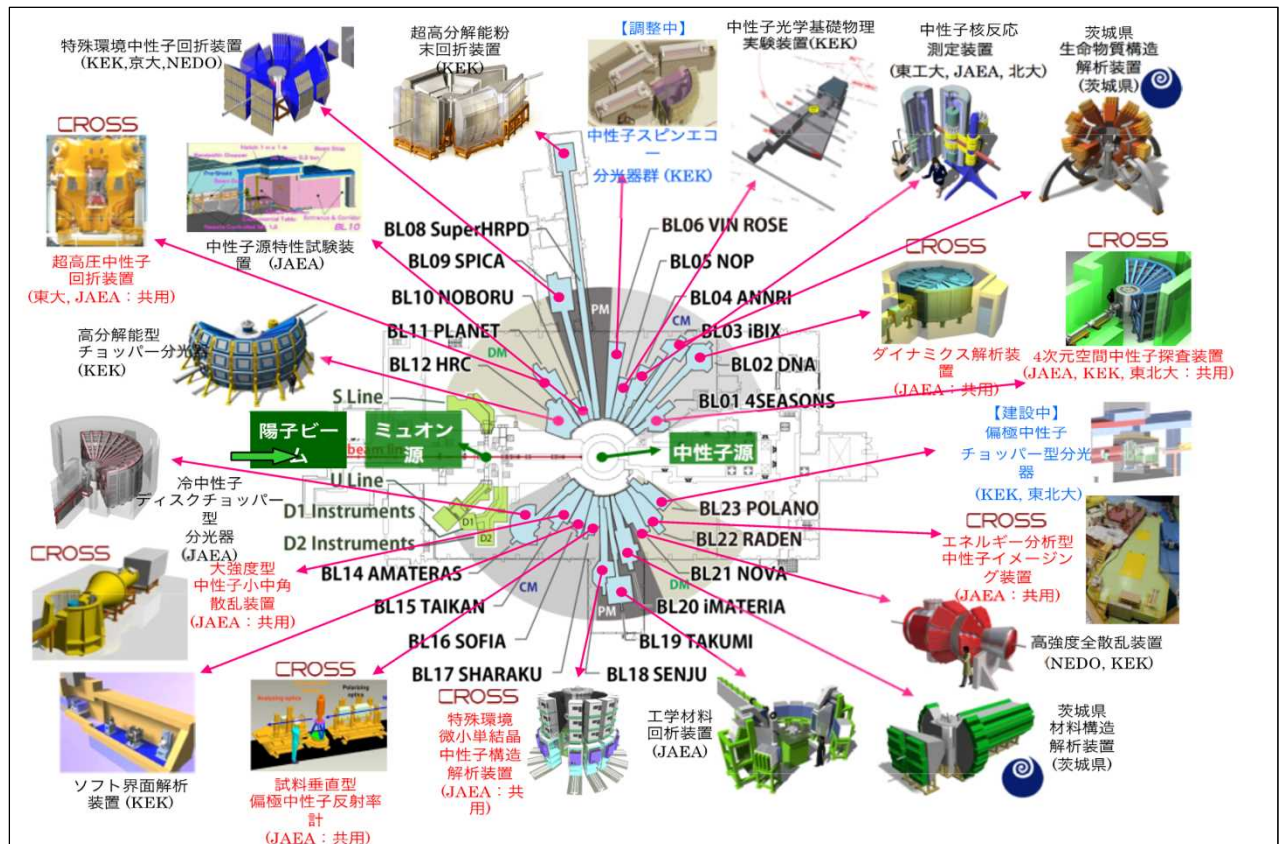 特殊環境中性子回折装置
(KEK,京大,NEDO)
超高分解能粉
末回折装置
(KEK)
【調整中】
中性子スピンエコ
ー
分光器群 (KEK)
中性子光学基礎物理
実験装置(KEK)
中性子核反応
測定装置
(東工大, JAEA, 北大)
茨城県
生命物質構造
解析装置
(茨城県)
CROSS
超高圧中性子
回折装置
(東大, JAEA：共用)
BL.10
中性子源特性試験装
置 (JAEA)
BL08 SuperHRPD
BL09 SPICA
BL10 NOBORU
BL11 PLANET
BL12 HRC
BL06 VIN ROSE
BL05 NOP
BL04 ANNRI
BL03 iBIX
BL02 DNA
BL01 4SEASONS
PM
CM
DM
CROSS
ダイナミクス解析装
置
(JAEA：共用)
CROSS
4次元空間中性子探査装置
(JAEA, KEK, 東北大：共用)
高分解能型
チョッパー分光器
(KEK)
S Line
陽子ビー
ム
beam line
ミュオン
源
中性子源
U Line
D1 Instruments
D2 Instruments
D1
D2
【建設中】
偏極中性子
チョッパー型分光
器
(KEK, 東北大)
冷中性子
ディスクチョッパー
型
分光器
(JAEA)
BL23 POLANO
BL22 RADEN
BL21 NOVA
BL20 iMATERIA
BL19 TAKUMI
BL18 SENJU
BL14 AMATERAS
BL15 TAIKAN
BL16 SOFIA
BL17 SHARAKU
CM
PM
DM
CROSS
エネルギー分析型
中性子イメージン
グ装置
(JAEA：共用)
CROSS
大強度型
中性子小中角
散乱装置
(JAEA：共用)
高強度全散乱装置
(NEDO, KEK)
ソフト界面解析
装置 (KEK)
CROSS
Analyzing optics
Polarizing
optics
試料垂直型
偏極中性子反射率
計
(JAEA：共用)
CROSS
特殊環境
微小単結晶
中性子構造
解析装置
(JAEA：共
用)
工学材料
回析装置
(JAEA)
茨城県
材料構造
解析装置
(茨城県)